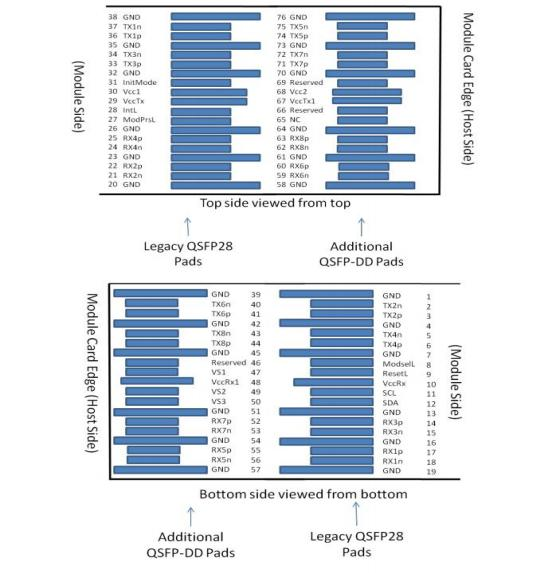 38 GND 76 GND
37 TX1n 75 TX5n
36 TX1p 74 TX5p
35 GND 73 GND
34 TX3n 72 TX7n
33 TX3p 71 TX7p
32 GND 70 GND
31 InitMode 69 Reserved
30 Vcc1 68 Vcc2
29 VccTx 67 VccTx1
28 IntL 66 Reserved
27 ModPrsL 65 NC
26 GND 64 GND
25 RX4p 63 RX8p
24 RX4n 62 RX8n
23 GND 61 GND
22 RX2p 60 RX6p
21 RX2n 59 RX6n
20 GND 58 GND
(Module Side)
Module Card Edge (Host Side)
Top side viewed from top
Legacy QSFP28
Pads
Additional
QSFP-DD Pads
GND 39 GND 1
TX6n 40 TX2n 2
TX6p 41 TX2p 3
GND 42 GND 4
TX8n 43 TX4n 5
TX8p 44 TX4p 6
GND 45 GND 7
Reserved 46 ModselL 8
VS1 47 ResetL 9
VccRx1 48 VccRx 10
VS2 49 SCL 11
VS3 50 SDA 12
GND 51 GND 13
RX7p 52 RX3p 14
RX7n 53 RX3n 15
GND 54 GND 16
RX5p 55 RX1p 17
RX5n 56 RX1n 18
GND 57 GND 19
Module Card Edge (Host Side)
(Module Side)
Bottom side viewed from bottom
Additional
QSFP-DD Pads
Legacy QSFP28
Pads